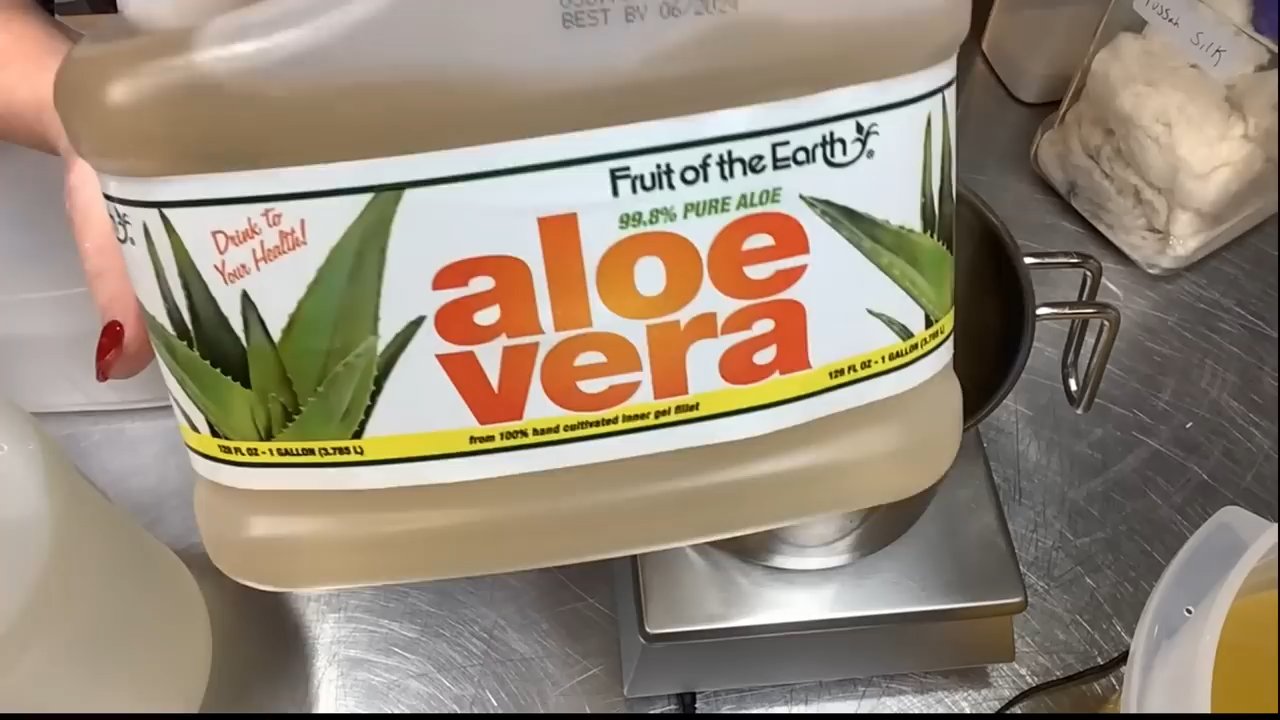 BEST BY 06/2024
Tussah
SILK
Fruit of the Earth®
99.8% PURE ALOE
Drink to
Your Health!
aloe
vera
from 100% hand cultivated inner gel fillet
128 FL OZ - 1 GALLON (3.785 L)
128 FL OZ - 1 GALLON (3.785 L)